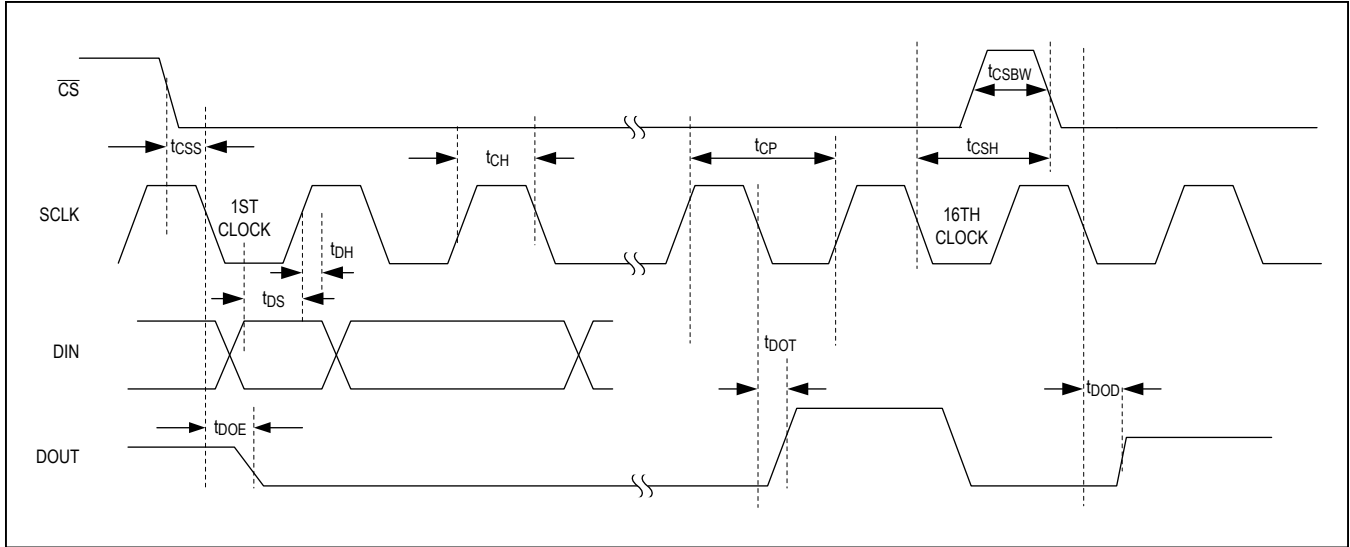 CS
tCSBW
tCSS
tCH
tCP
tCSH
SCLK
1ST
CLOCK
16TH
CLOCK
tDH
tDS
DIN
tDOT
tDOD
tDOE
DOUT